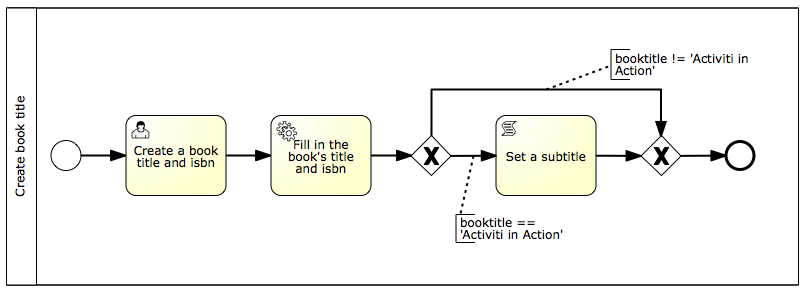 Create book title
Create a book
title and isbn
Fill in the
book's title
and isbn
X
booktitle ==
'Activiti in Action'
booktitle != 'Activiti in
Action'
Set a subtitle
X